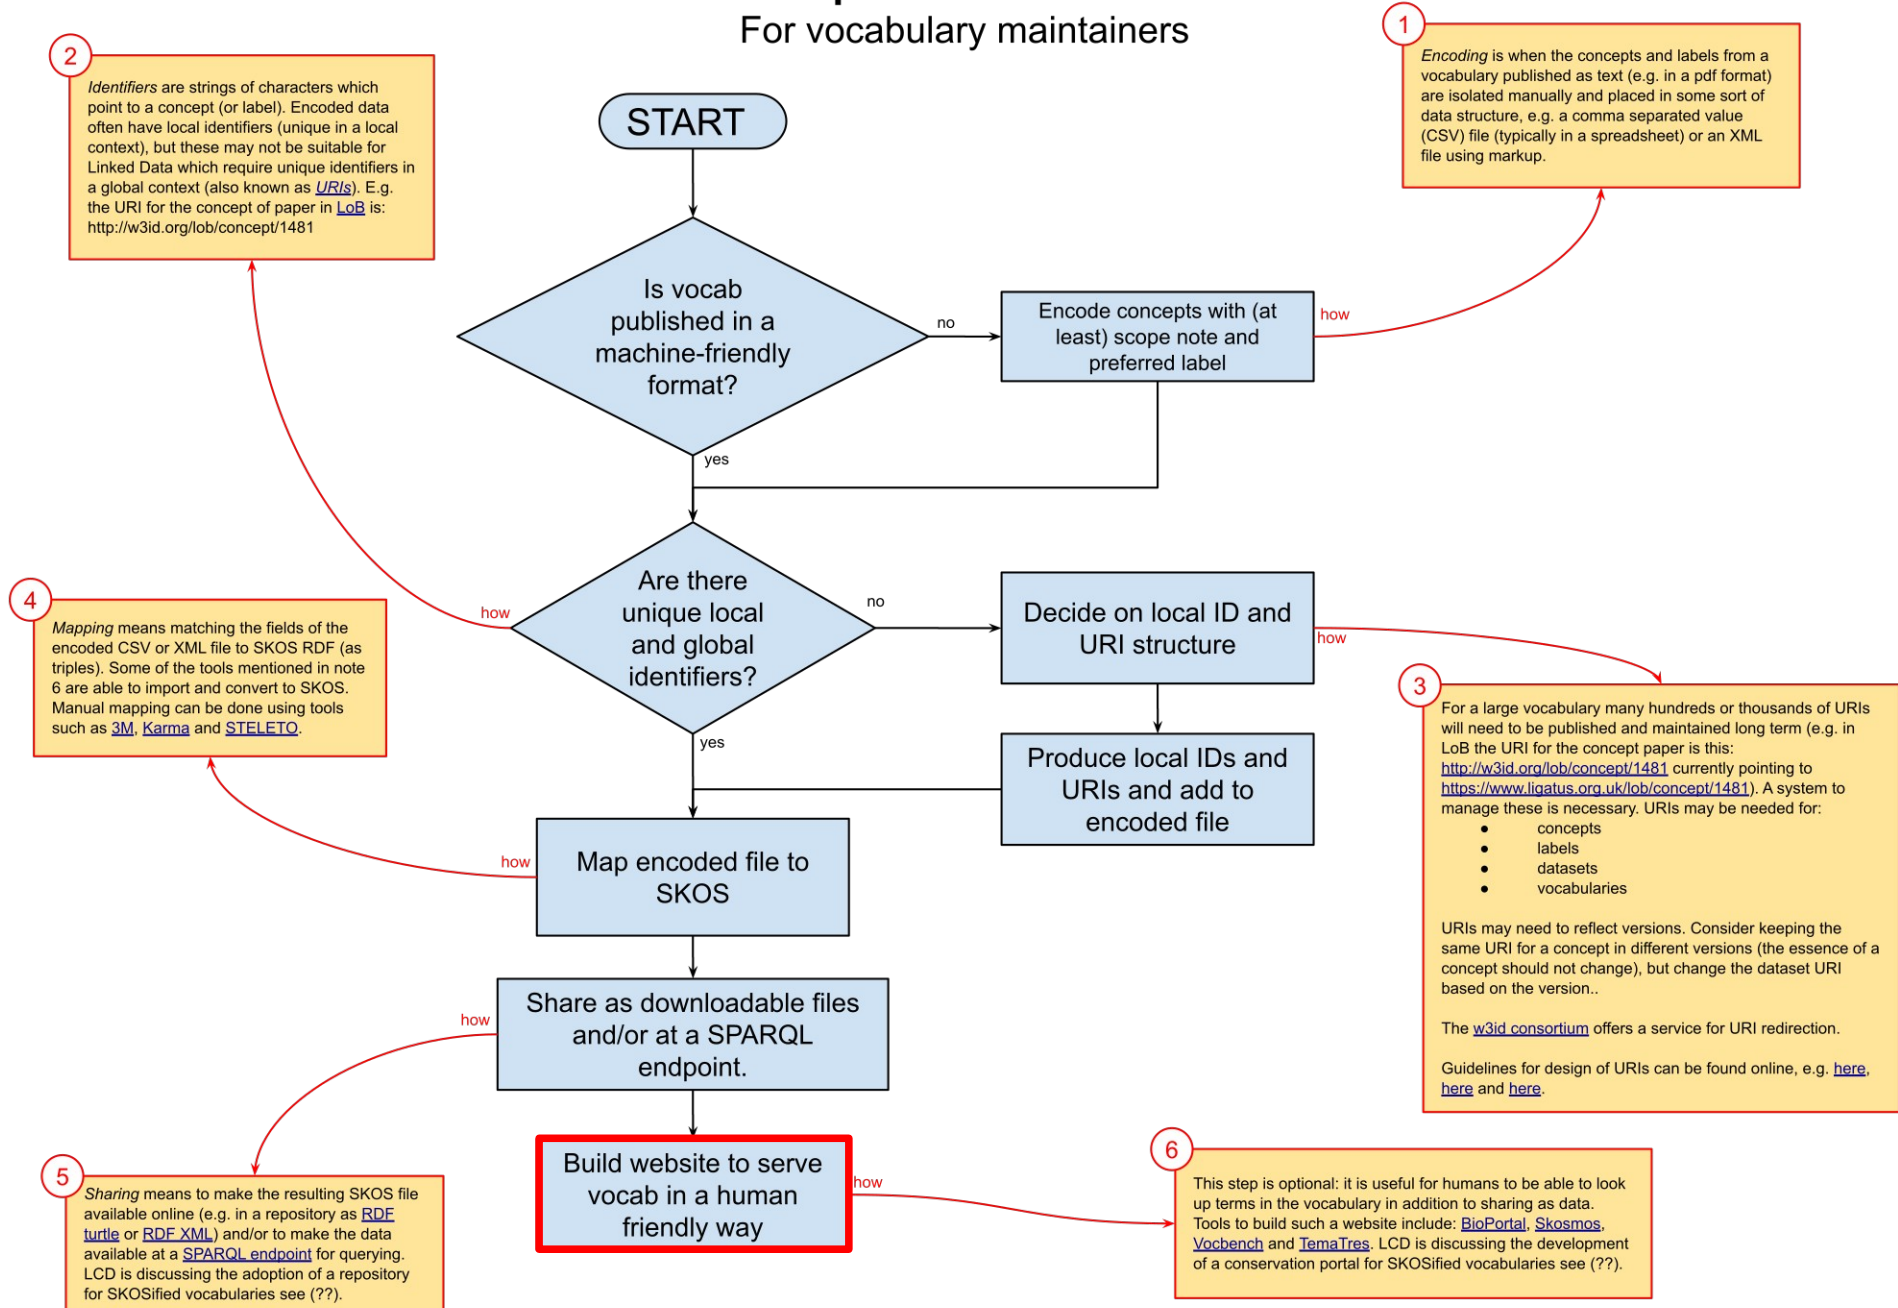 For vocabulary maintainers
1
Encoding is when the concepts and labels from a
vocabulary published as text (e.g. in a pdf format)
are isolated manually and placed in some sort of
data structure, e.g. a comma separated value
(CSV) file (typically in a spreadsheet) or an XML
file using markup.
2
Identifiers are strings of characters which
point to a concept (or label). Encoded data
often have local identifiers (unique in a local
context), but these may not be suitable for
Linked Data which require unique identifiers in
a global context (also known as URIs). E.g.
the URI for the concept of paper in LoB is:
http://w3id.org/lob/concept/1481
START
Is vocab
published in a
machine-friendly
format?
no
Encode concepts with (at
least) scope note and
preferred label
how
yes
Are there
unique local
and global
identifiers?
how
no
Decide on local ID and
URI structure
how
4
Mapping means matching the fields of the
encoded CSV or XML file to SKOS RDF (as
triples). Some of the tools mentioned in note
6 are able to import and convert to SKOS.
Manual mapping can be done using tools
such as 3M, Karma and STELETO.
3
For a large vocabulary many hundreds or thousands of URIs
will need to be published and maintained long term (e.g. in
LoB the URI for the concept paper is this:
http://w3id.org/lob/concept/1481 currently pointing to
https://www.ligatus.org.uk/lob/concept/1481). A system to
manage these is necessary. URIs may be needed for:
● concepts
● labels
● datasets
● vocabularies
URIs may need to reflect versions. Consider keeping the
same URI for a concept in different versions (the essence of a
concept should not change), but change the dataset URI
based on the version..
The w3id consortium offers a service for URI redirection.
Guidelines for design of URIs can be found online, e.g. here,
here and here.
yes
Produce local IDs and
URIs and add to
encoded file
Map encoded file to
SKOS
how
Share as downloadable files
and/or at a SPARQL
endpoint.
how
Build website to serve
vocab in a human
friendly way
how
5
Sharing means to make the resulting SKOS file
available online (e.g. in a repository as RDF
turtle or RDF XML) and/or to make the data
available at a SPARQL endpoint for querying.
LCD is discussing the adoption of a repository
for SKOSified vocabularies see (??).
6
This step is optional: it is useful for humans to be able to look
up terms in the vocabulary in addition to sharing as data.
Tools to build such a website include: BioPortal, Skosmos,
Vocbench and TemaTres. LCD is discussing the development
of a conservation portal for SKOSified vocabularies see (??).